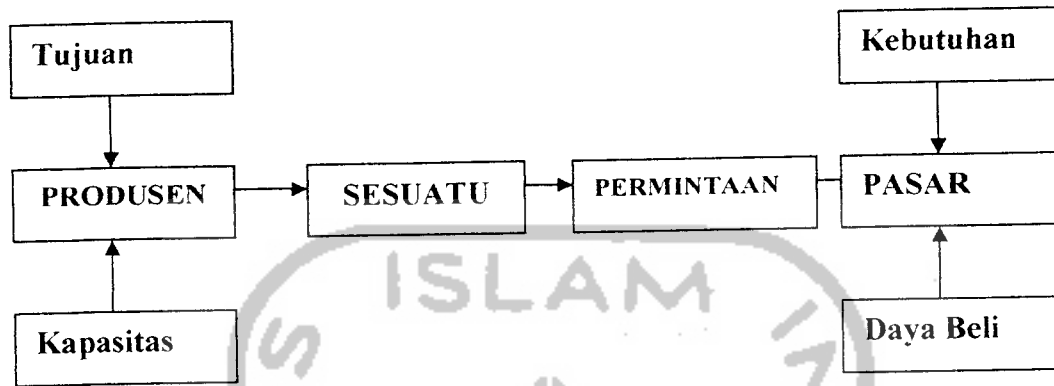 Tujuan
Kebutuhan
PRODUSEN
SESUATU
PERMINTAAN
PASAR
ISLAM
Kapasitas
Daya Beli